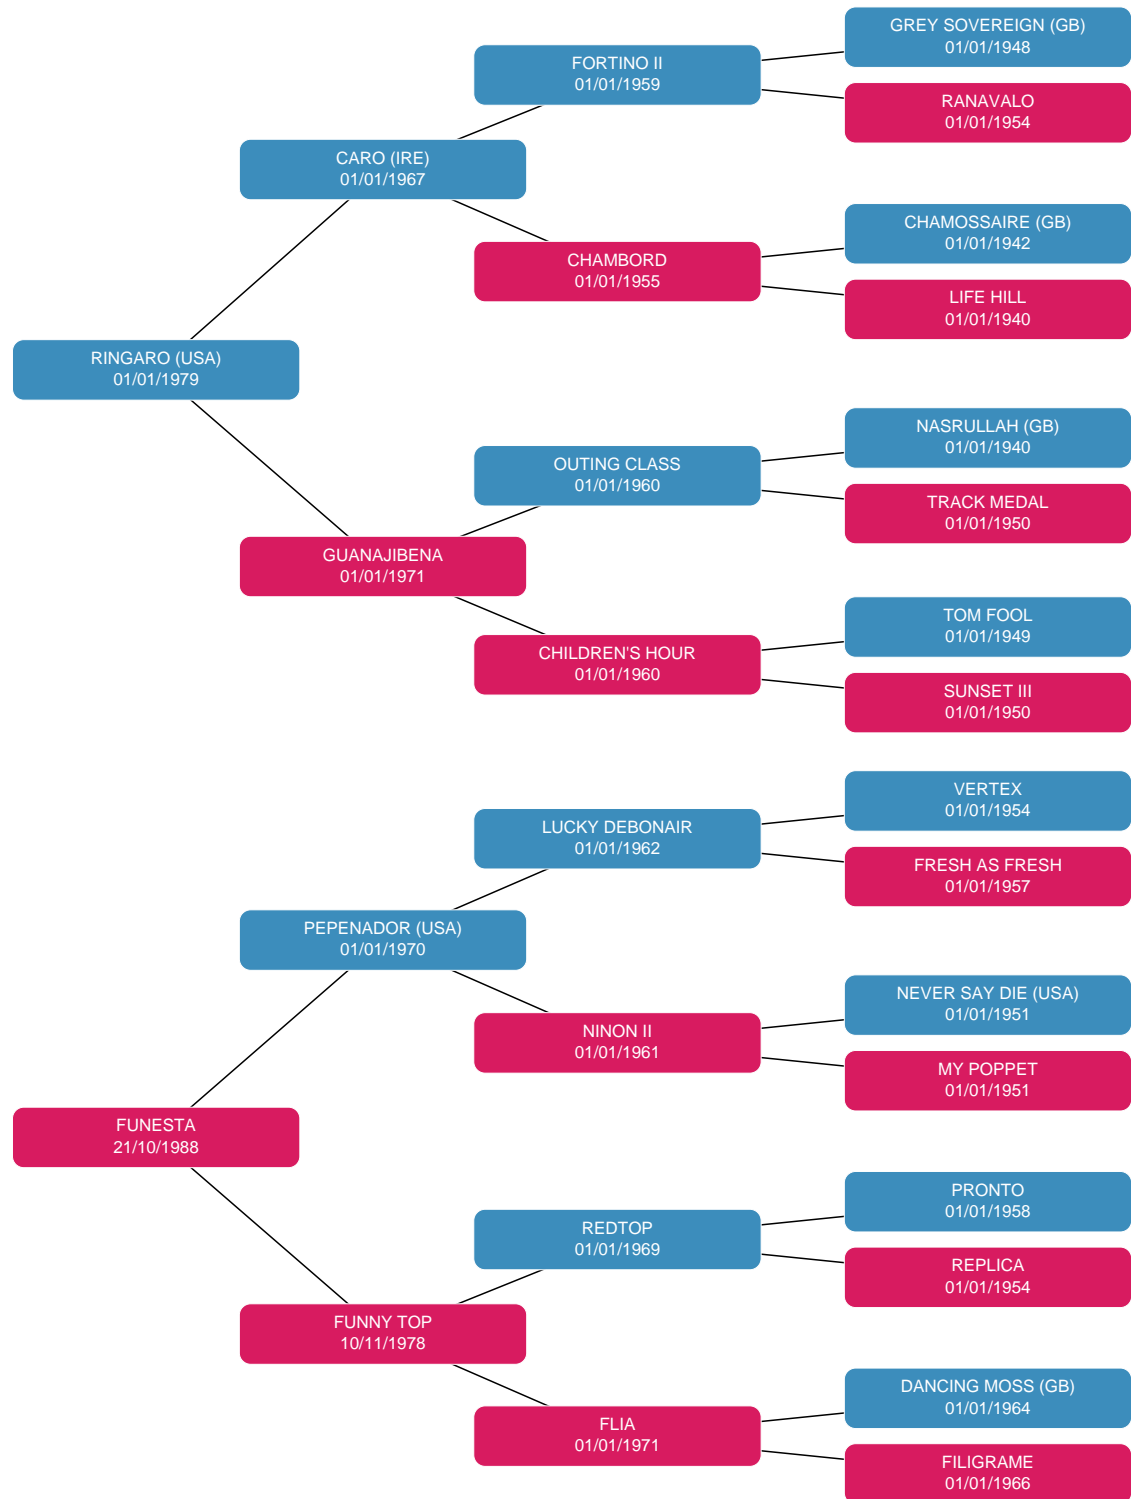 GREY SOVEREIGN (GB)
01/01/1948
FORTINO II
01/01/1959
RANAVALO
01/01/1954
CARO (IRE)
01/01/1967
CHAMOSSAIRE (GB)
01/01/1942
CHAMBORD
01/01/1955
LIFE HILL
01/01/1940
RINGARO (USA)
01/01/1979
NASRULLAH (GB)
01/01/1940
OUTING CLASS
01/01/1960
TRACK MEDAL
01/01/1950
GUANAJIBENA
01/01/1971
TOM FOOL
01/01/1949
CHILDREN'S HOUR
01/01/1960
SUNSET III
01/01/1950
VERTEX
01/01/1954
LUCKY DEBONAIR
01/01/1962
FRESH AS FRESH
01/01/1957
PEPENADOR (USA)
01/01/1970
NEVER SAY DIE (USA)
01/01/1951
NINON II
01/01/1961
MY POPPET
01/01/1951
FUNESTA
21/10/1988
PRONTO
01/01/1958
REDTOP
01/01/1969
REPLICA
01/01/1954
FUNNY TOP
10/11/1978
DANCING MOSS (GB)
01/01/1964
FLIA
01/01/1971
FILIGRAME
01/01/1966